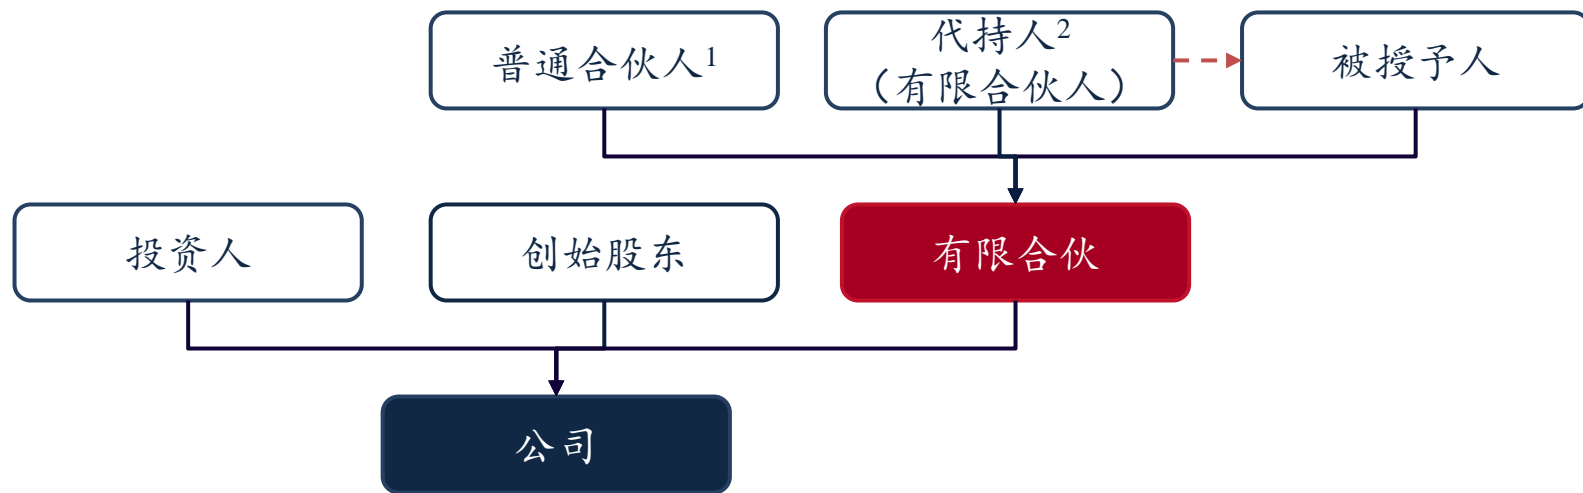 普通合伙人1
代持人2
（有限合伙人）
被授予人
投资人
创始股东
有限合伙
公司